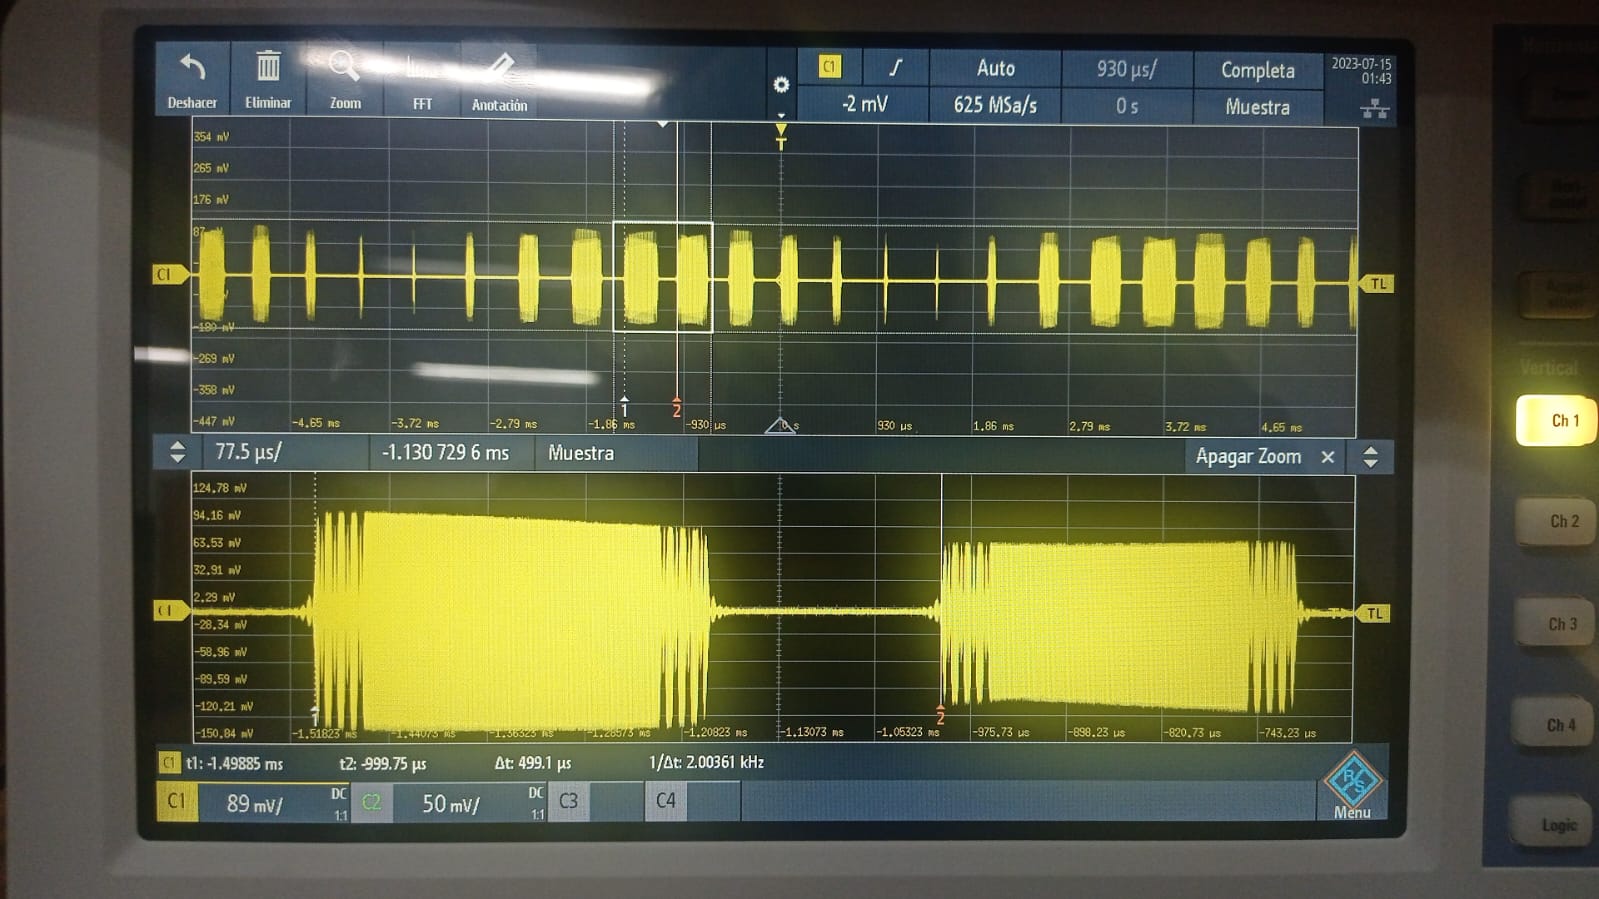 C1 Auto 930 µs/ Completa 2023-07-15
01:43
Deshacer Eliminar Zoom FFT Anotación
-2 mV 625 MSa/s 0 s Muestra
T
354 mV
265 mV
176 mV
87
C1 TL
-180 mV
-269 mV
-358 mV
1 2
-447 mV -4.65 ms -3.72 ms -2.79 ms -1.86 ms -930 µs 0 s 930 µs 1.86 ms 2.79 ms 3.72 ms 4.65 ms
77.5 µs/ -1.130 729 6 ms Muestra Apagar Zoom ×
124.78 mV
94.16 mV
63.53 mV
32.91 mV
2.29 mV
C1 TL
-28.34 mV
-58.96 mV
-89.59 mV
-120.21 mV
1 2
-150.84 mV -1.51823 ms -1.44073 ms -1.36323 ms -1.28573 ms -1.20823 ms -1.13073 ms -1.05323 ms -975.73 µs -898.23 µs -820.73 µs -743.23 µs
C1 t1: -1.49885 ms t2: -999.75 µs Δt: 499.1 µs 1/Δt: 2.00361 kHz
C1 89 mV/ DC 1:1 C2 50 mV/ DC 1:1 C3 C4
R&S
Menu
Vertical
Ch 1
Ch 2
Ch 3
Ch 4
Logic